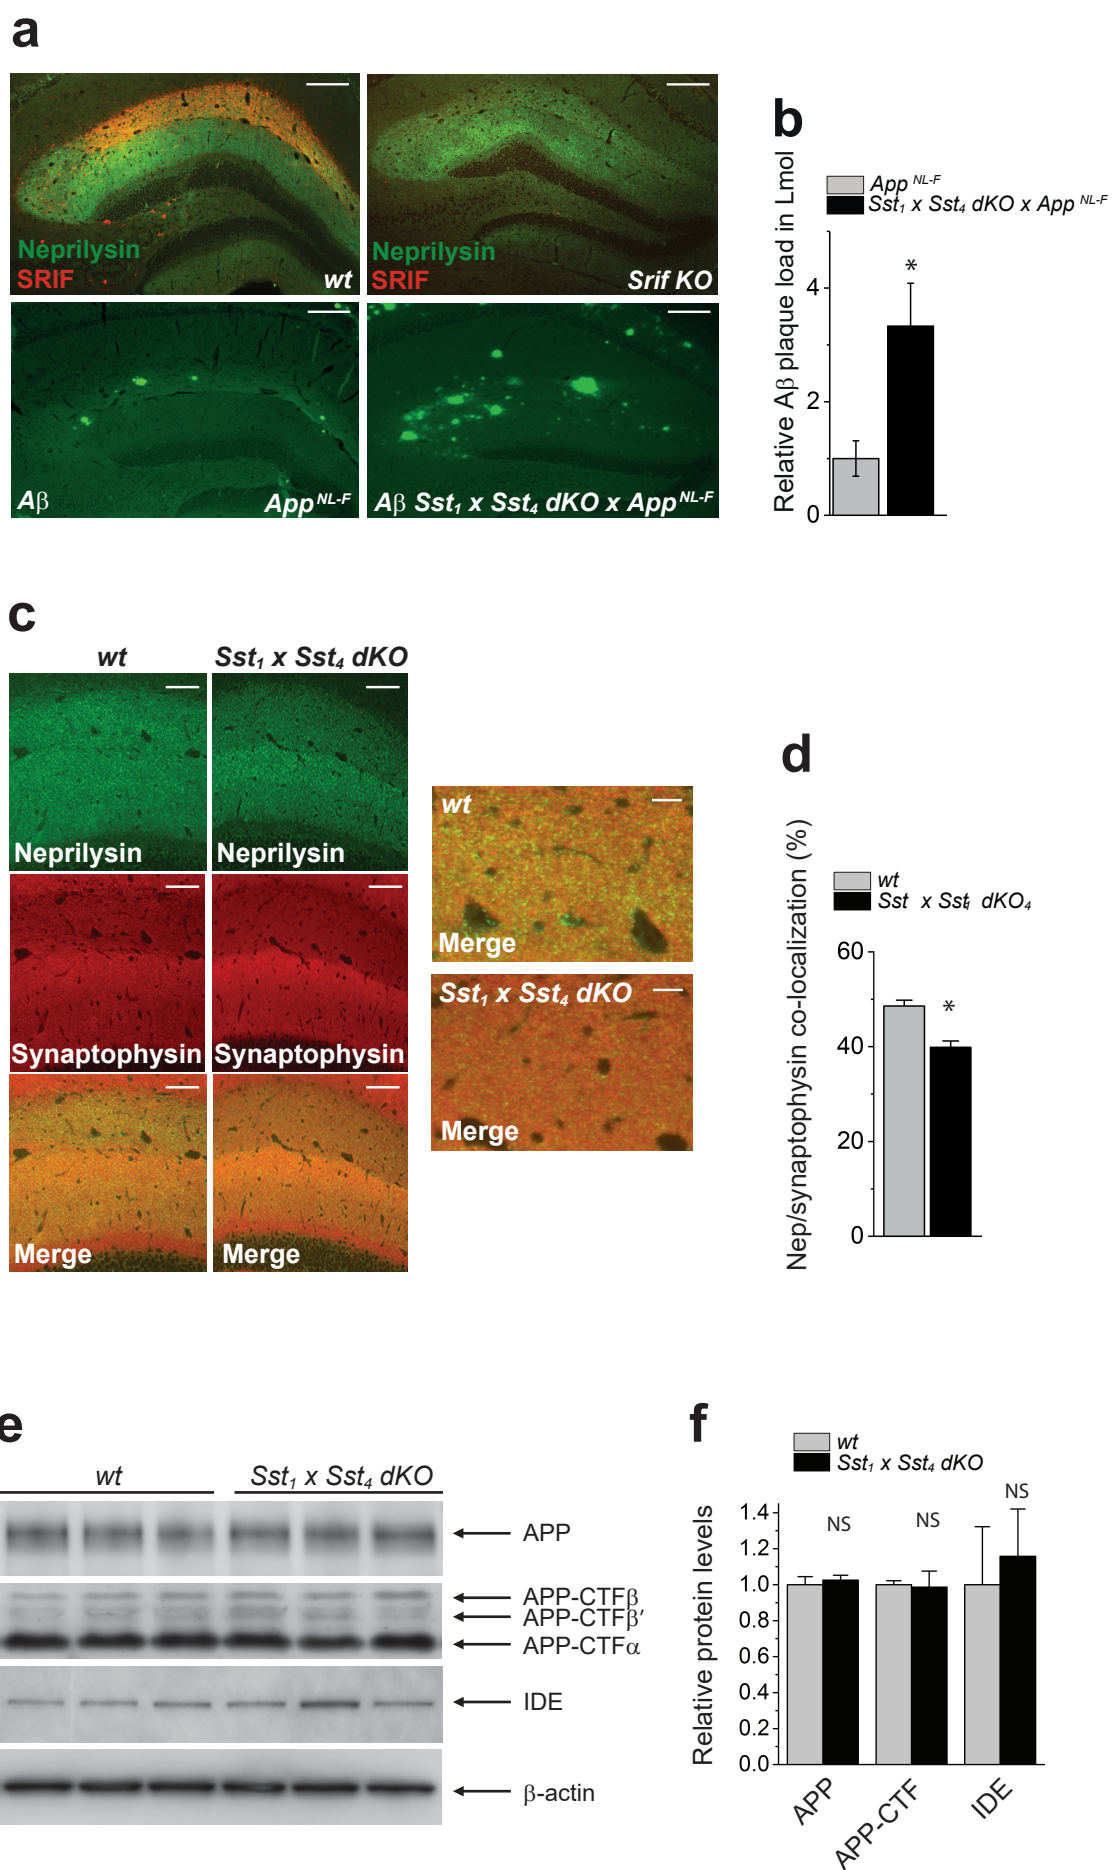 a
Neprilysin
SRIF
wt
Neprilysin
SRIF
Srif KO
Aβ
App NL-F
Aβ Sst1 x Sst4 dKO x App NL-F
b
App NL-F
Sst1 x Sst4 dKO x App NL-F
Relative Aβ plaque load in Lmol
*
4
2
0
c
wt
Sst1 x Sst4 dKO
Neprilysin
Neprilysin
Synaptophysin
Synaptophysin
Merge
Merge
wt
Merge
Sst1 x Sst4 dKO
Merge
d
wt
Sst x Sst1 dKO4
Nep/synaptophysin co-localization (%)
60
40
20
0
*
e
wt
Sst1 x Sst4 dKO
APP
APP-CTFβ
APP-CTFβ′
APP-CTFα
IDE
β-actin
f
wt
Sst1 x Sst4 dKO
Relative protein levels
1.4
1.2
1.0
0.8
0.6
0.4
0.2
0.0
NS
NS
NS
APP
APP-CTF
IDE